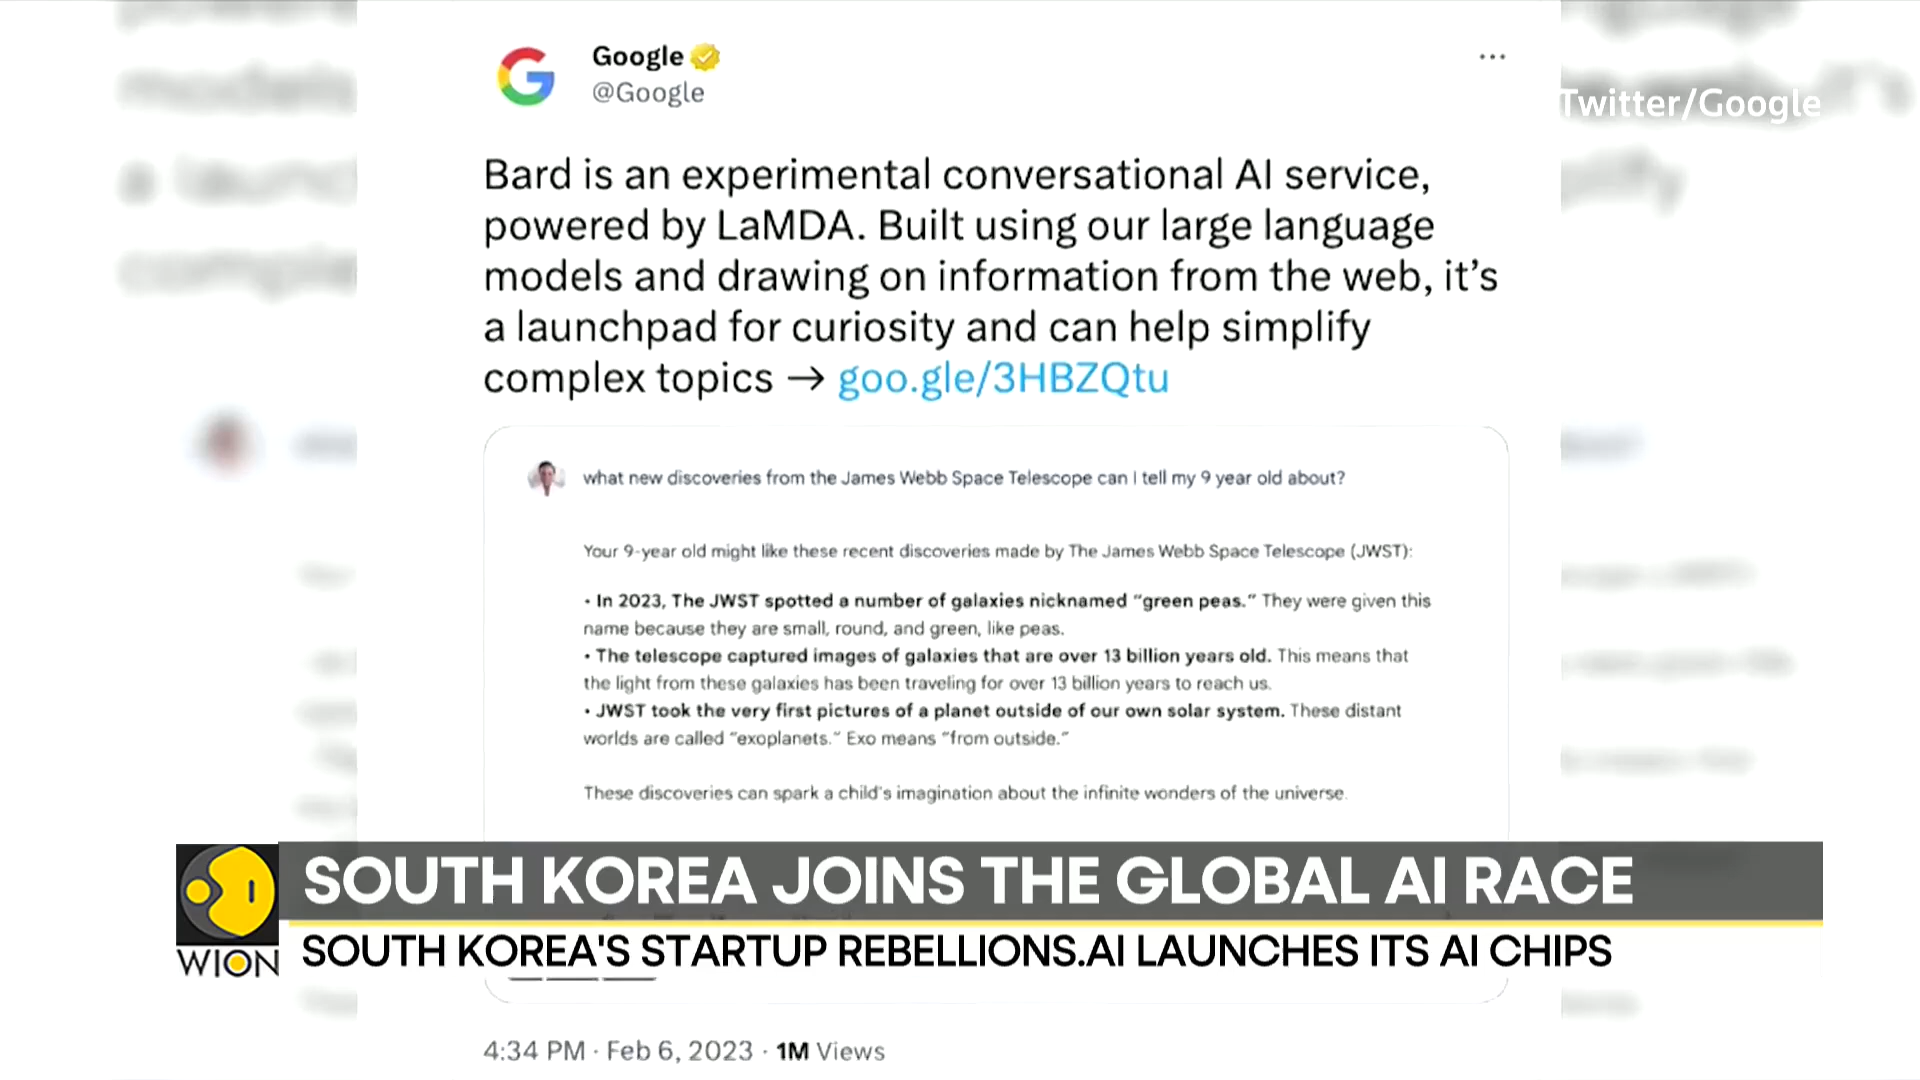 Google
@Google
Twitter/Google
Bard is an experimental conversational AI service,
powered by LaMDA. Built using our large language
models and drawing on information from the web, it’s
a launchpad for curiosity and can help simplify
complex topics → goo.gle/3HBZQtu
what new discoveries from the James Webb Space Telescope can I tell my 9 year old about?
Your 9-year old might like these recent discoveries made by The James Webb Space Telescope (JWST):
• In 2023, The JWST spotted a number of galaxies nicknamed “green peas.” They were given this
name because they are small, round, and green, like peas.
• The telescope captured images of galaxies that are over 13 billion years old. This means that
the light from these galaxies has been traveling for over 13 billion years to reach us.
• JWST took the very first pictures of a planet outside of our own solar system. These distant
worlds are called “exoplanets.” Exo means “from outside.”
These discoveries can spark a child’s imagination about the infinite wonders of the universe.
SOUTH KOREA JOINS THE GLOBAL AI RACE
WION
SOUTH KOREA'S STARTUP REBELLIONS.AI LAUNCHES ITS AI CHIPS
4:34 PM · Feb 6, 2023 · 1M Views